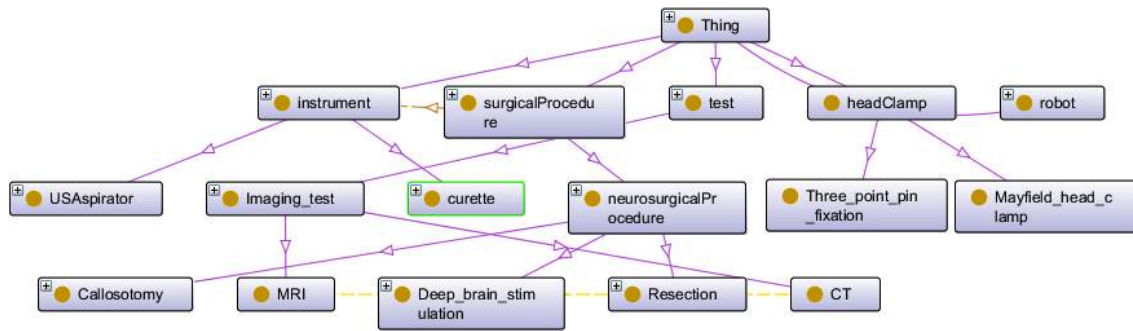 Thing
instrument
surgicalProcedu
re
test
headClamp
robot
USAspirator
Imaging_test
curette
neurosurgicalPr
ocedure
Three_point_pin
_fixation
Mayfield_head_c
lamp
Callosotomy
MRI
Deep_brain_stim
ulation
Resection
CT